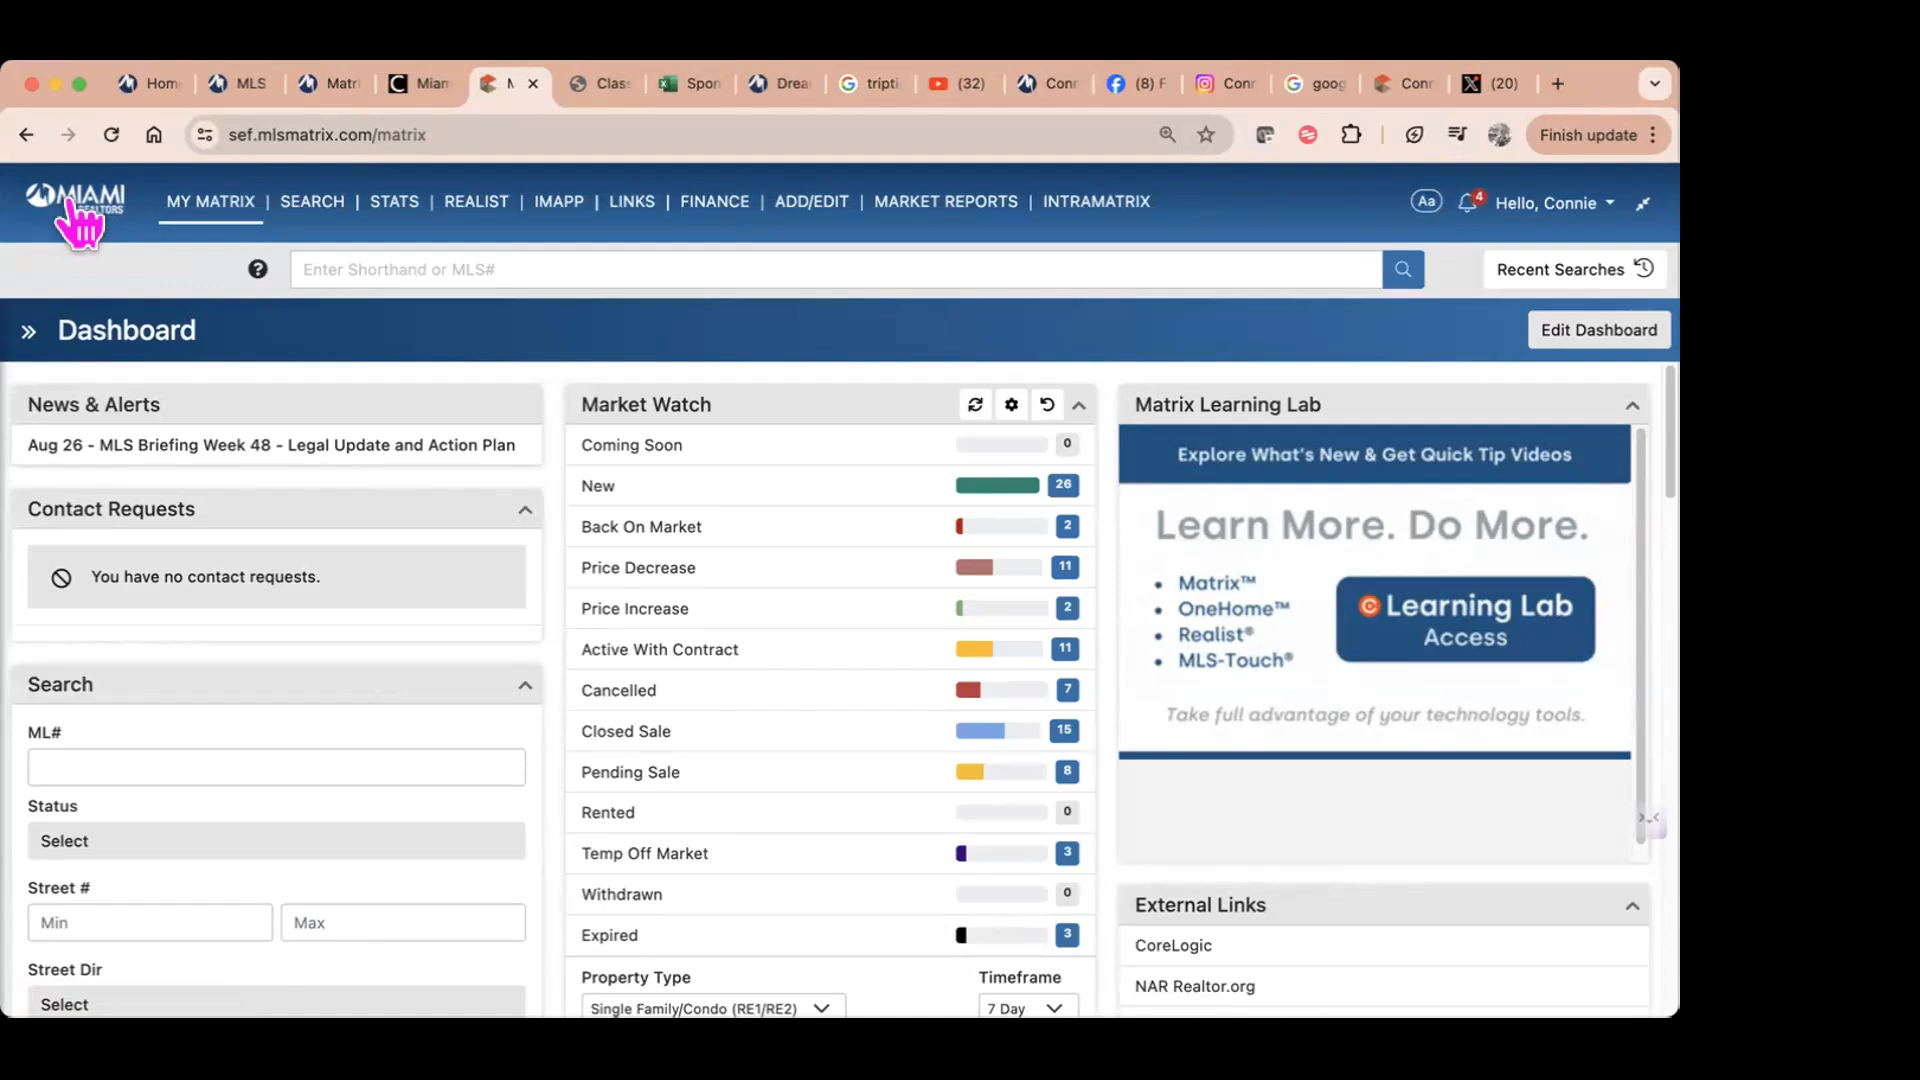 Hom
MLS
Matri
Miam
M
Class
Spon
Drea
tripti
(32)
Conn
(8) F
Conn
goog
Conn
(20)
sef.mlsmatrix.com/matrix
Finish update
MIAMI
REALTORS
MY MATRIX | SEARCH | STATS | REALIST | IMAPP | LINKS | FINANCE | ADD/EDIT | MARKET REPORTS | INTRAMATRIX
Aa
4
Hello, Connie
Enter Shorthand or MLS#
Recent Searches
Dashboard
Edit Dashboard
News & Alerts
Aug 26 - MLS Briefing Week 48 - Legal Update and Action Plan
Contact Requests
You have no contact requests.
Search
ML#
Status
Select
Street #
Min
Max
Street Dir
Select
Market Watch
Coming Soon 0
New 26
Back On Market 2
Price Decrease 11
Price Increase 2
Active With Contract 11
Cancelled 7
Closed Sale 15
Pending Sale 8
Rented 0
Temp Off Market 3
Withdrawn 0
Expired 3
Property Type
Timeframe
Single Family/Condo (RE1/RE2)
7 Day
Matrix Learning Lab
Explore What's New & Get Quick Tip Videos
Learn More. Do More.
• Matrix™
• OneHome™
• Realist®
• MLS-Touch®
Learning Lab
Access
Take full advantage of your technology tools.
External Links
CoreLogic
NAR Realtor.org